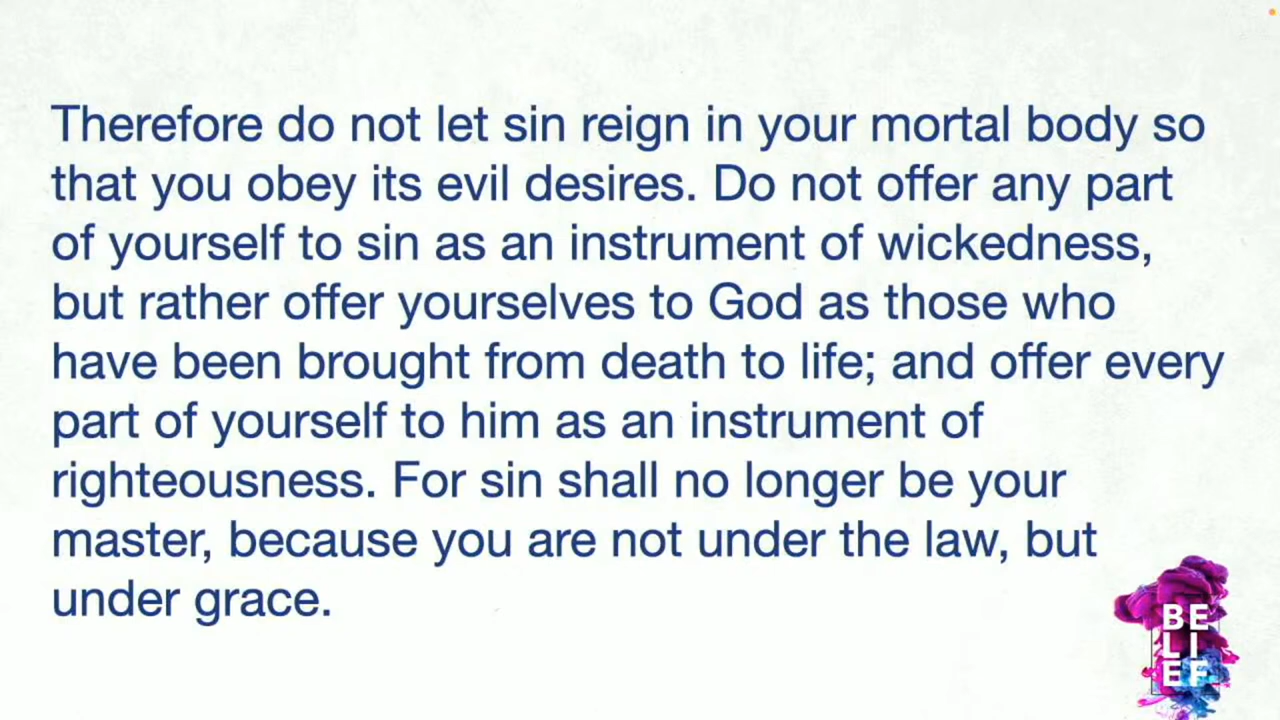 Therefore do not let sin reign in your mortal body so
that you obey its evil desires. Do not offer any part
of yourself to sin as an instrument of wickedness,
but rather offer yourselves to God as those who
have been brought from death to life; and offer every
part of yourself to him as an instrument of
righteousness. For sin shall no longer be your
master, because you are not under the law, but
under grace.
BE
LI
EF